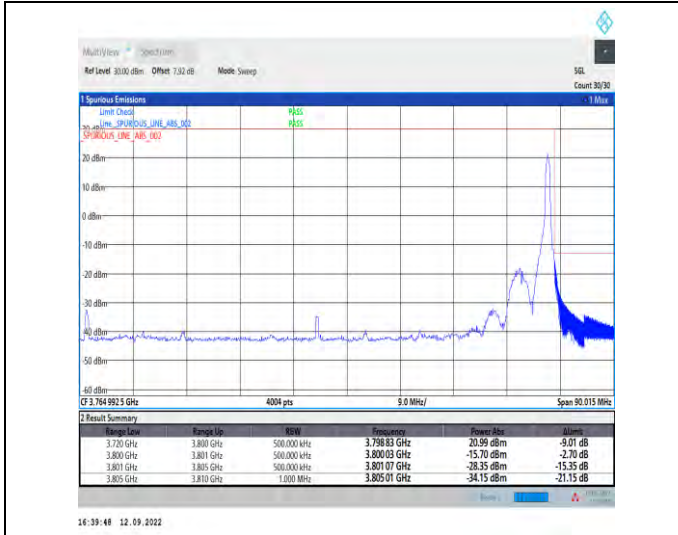 MultiView Spectrum
Ref Level 30.00 dBm Offset 7.92 dB Mode Sweep SGL
Count 30/30
1 Spurious Emissions 1 Max
Limit Check PASS
Line _SPURIOUS_LINE_ABS_002 PASS
_SPURIOUS_LINE_ABS_002
20 dBm
10 dBm
0 dBm
-10 dBm
-20 dBm
-30 dBm
-40 dBm
-50 dBm
-60 dBm
CF 3.764 992 5 GHz 4004 pts 9.0 MHz/ Span 90.015 MHz
2 Result Summary
Range Low Range Up RBW Frequency Power Abs ΔLimit
3.720 GHz 3.800 GHz 500.000 kHz 3.798 83 GHz 20.99 dBm -9.01 dB
3.800 GHz 3.801 GHz 500.000 kHz 3.800 03 GHz -15.70 dBm -2.70 dB
3.801 GHz 3.805 GHz 500.000 kHz 3.801 07 GHz -28.35 dBm -15.35 dB
3.805 GHz 3.810 GHz 1.000 MHz 3.805 01 GHz -34.15 dBm -21.15 dB
16:39:48 12.09.2022